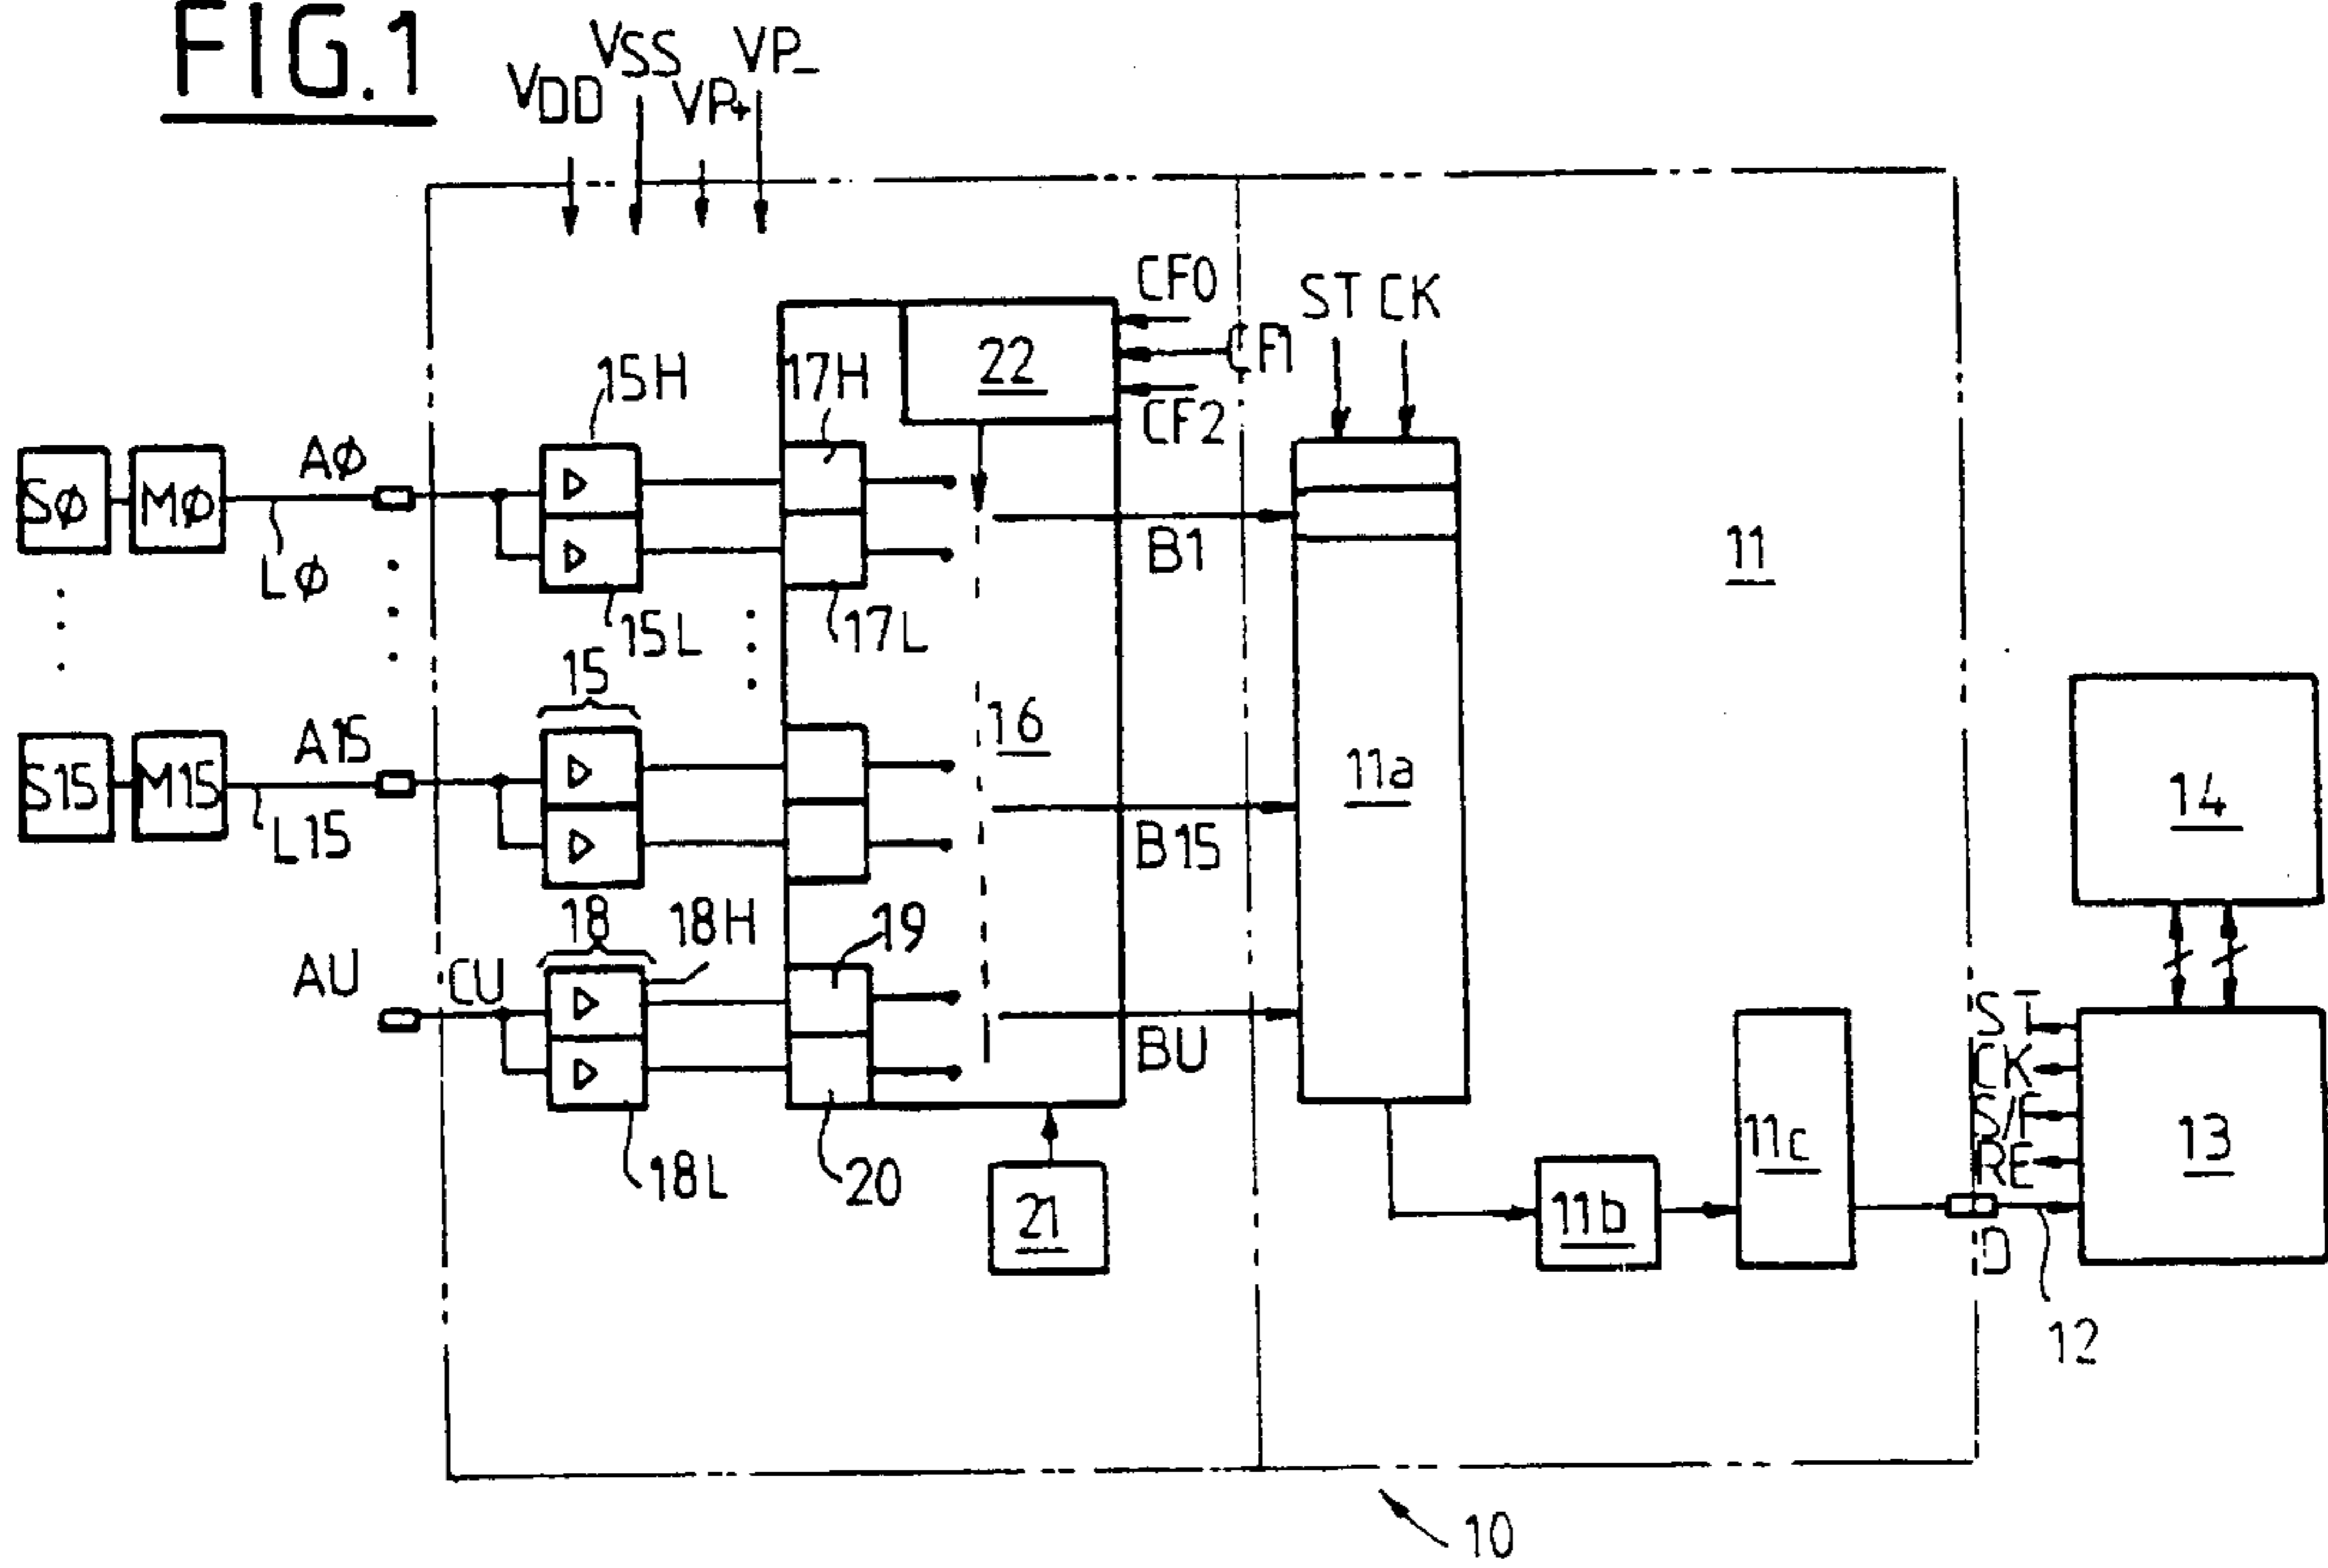 FIG.1
VDD
VSS
VP+
VP-
CF0
CF1
CF2
ST CK
22
15H
17H
SØ
MØ
AØ
LØ
B1
11
15L
17L
15
16
11a
14
S15
M15
A15
L15
B15
18
18H
19
AU
CU
BU
ST
CK
S/F
RE
13
11c
18L
20
21
11b
D
12
10